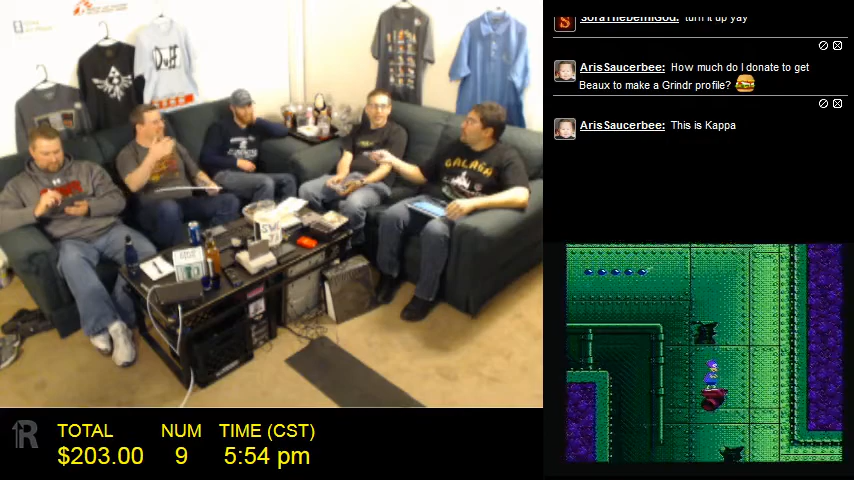 SoraTheDemiGod: turn it up yay
ArisSaucerbee: How much do I donate to get
Beaux to make a Grindr profile?
ArisSaucerbee: This is Kappa
Duff
GALAGA
TOTAL NUM TIME (CST)
$203.00 9 5:54 pm